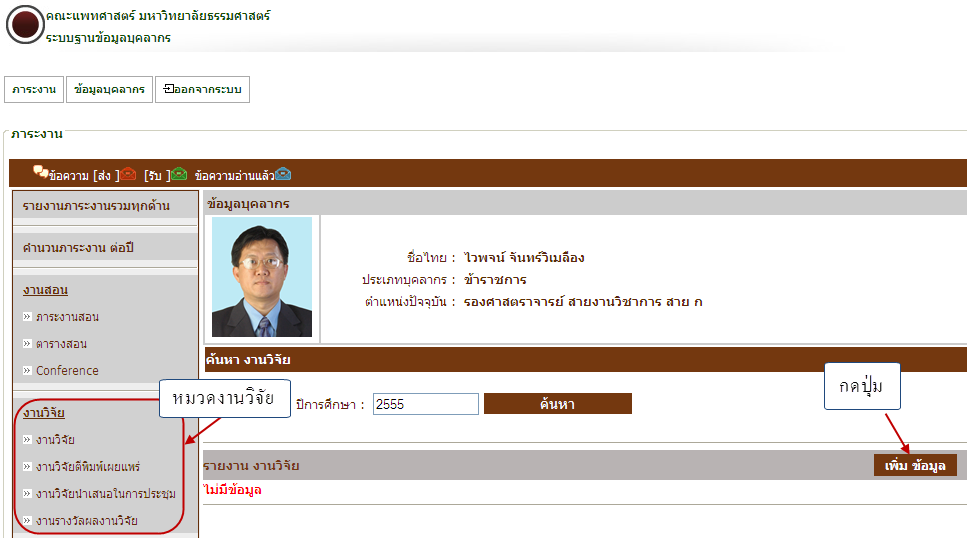 คณะแพทศาสตร์ มหาวิทยาลัยธรรมศาสตร์
ระบบฐานข้อมูลบุคลากร
ภาระงาน ข้อมูลบุคลากร ออกจากระบบ
ภาระงาน
ข้อความ [ส่ง ] [รับ ] ข้อความอ่านแล้ว
รายงานภาระงานรวมทุกด้าน
คำนวนภาระงาน ต่อปี
งานสอน
ภาระงานสอน
ตารางสอน
Conference
งานวิจัย
งานวิจัย
งานวิจัยตีพิมพ์เผยแพร่
งานวิจัยนำเสนอในการประชุม
งานรางวัลผลงานวิจัย
ข้อมูลบุคลากร
ชื่อไทย : ไวพจน์ จันทร์วิเมลือง
ประเภทบุคลากร : ข้าราชการ
ตำแหน่งปัจจุบัน : รองศาสตราจารย์ สายงานวิชาการ สาย ก
ค้นหา งานวิจัย
หมวดงานวิจัย
ปีการศึกษา : 2555 ค้นหา
กดปุ่ม
รายงาน งานวิจัย เพิ่ม ข้อมูล
ไม่มีข้อมูล